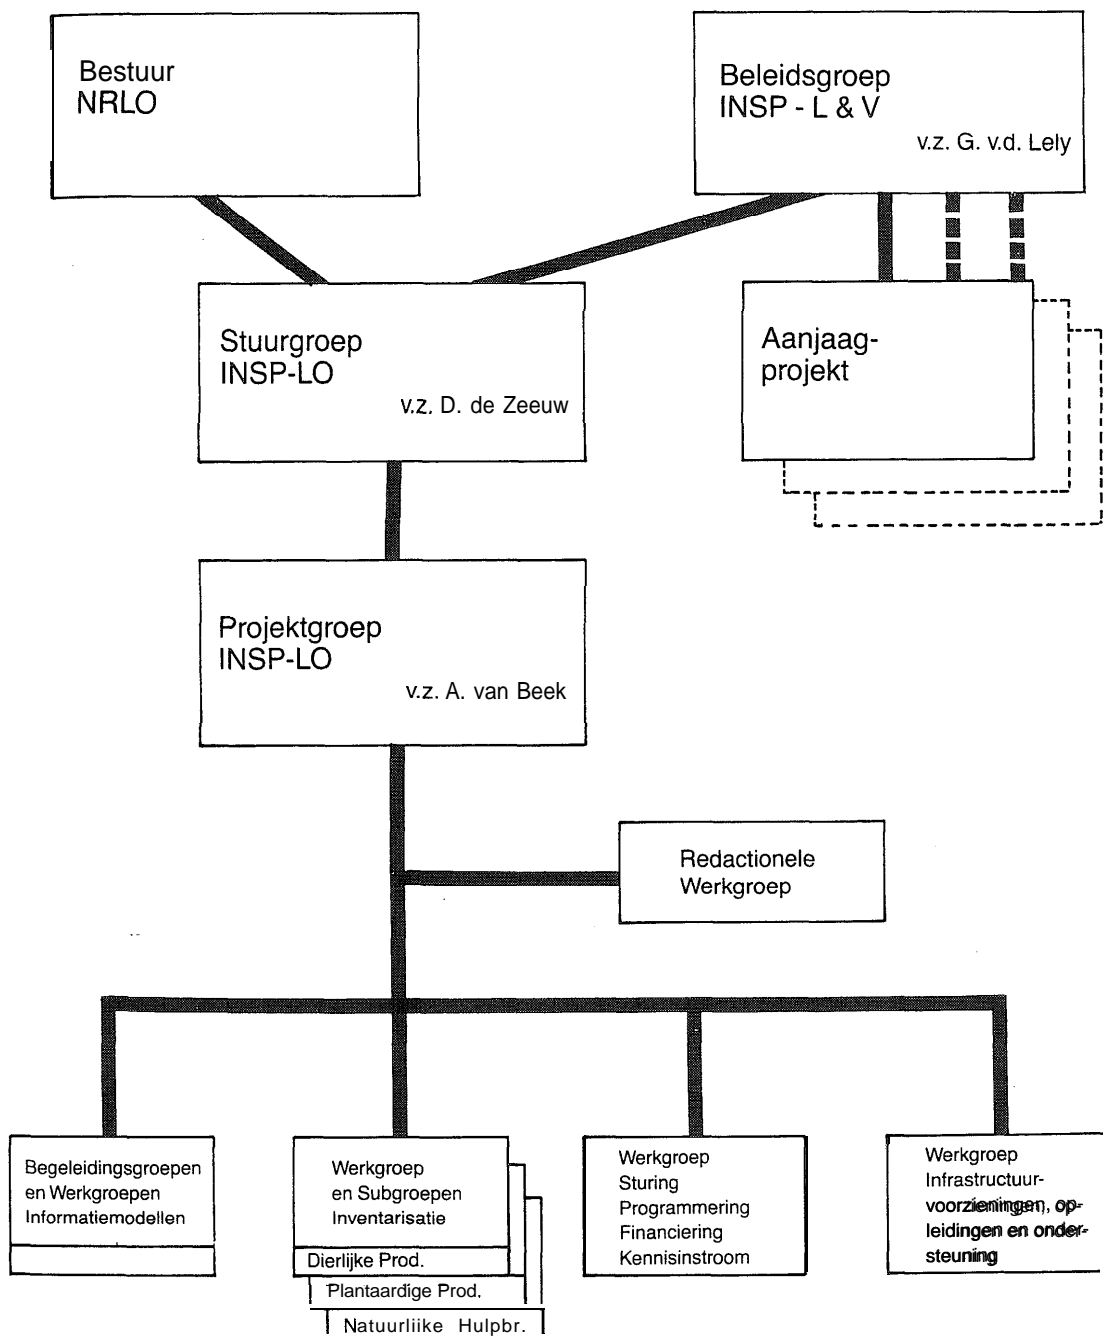 Bestuur
NRLO
Beleidsgroep
INSP - L & V
v.z. G. v.d. Lely
Stuurgroep
INSP-LO
v.z. D. de Zeeuw
Aanjaag-
projekt
Projektgroep
INSP-LO
v.z. A. van Beek
Redactionele
Werkgroep
Begeleidingsgroepen
en Werkgroepen
Informatiemodellen
Werkgroep
en Subgroepen
Inventarisatie
Dierlijke Prod.
Plantaardige Prod.
Natuurliike Hulpbr.
Werkgroep
Sturing
Programmering
Financiering
Kennisinstroom
Werkgroep
Infrastructuur-
voorzieningen, op-
leidingen en onder-
steuning